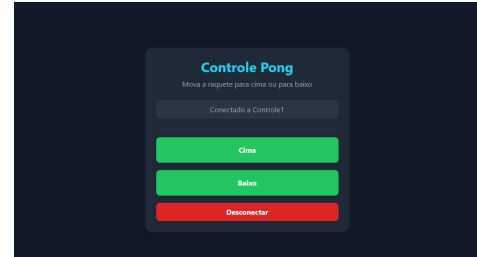 Controle Pong
Mova a raquete para cima ou para baixo
Conectado a Controle1
Cima
Baixo
Desconectar